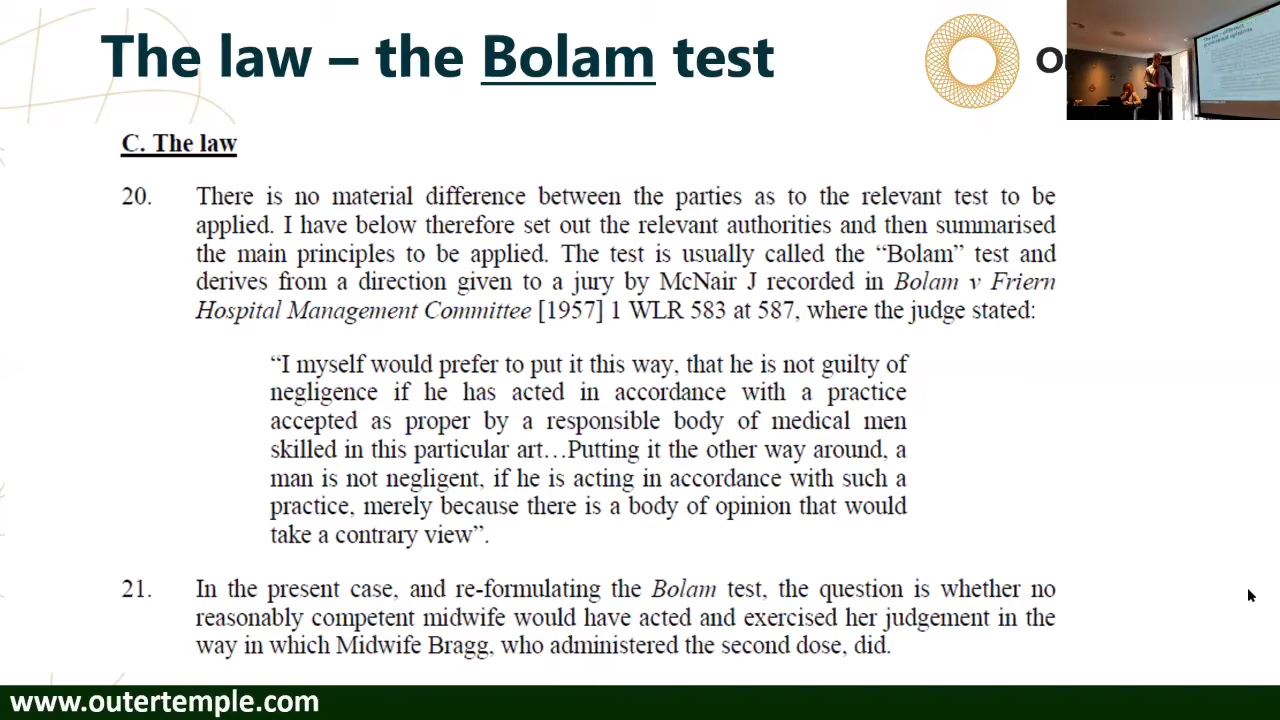 The law – the Bolam test
C. The law
20. There is no material difference between the parties as to the relevant test to be
applied. I have below therefore set out the relevant authorities and then summarised
the main principles to be applied. The test is usually called the “Bolam” test and
derives from a direction given to a jury by McNair J recorded in Bolam v Friern
Hospital Management Committee [1957] 1 WLR 583 at 587, where the judge stated:
“I myself would prefer to put it this way, that he is not guilty of
negligence if he has acted in accordance with a practice
accepted as proper by a responsible body of medical men
skilled in this particular art…Putting it the other way around, a
man is not negligent, if he is acting in accordance with such a
practice, merely because there is a body of opinion that would
take a contrary view”.
21. In the present case, and re-formulating the Bolam test, the question is whether no
reasonably competent midwife would have acted and exercised her judgement in the
way in which Midwife Bragg, who administered the second dose, did.
www.outertemple.com